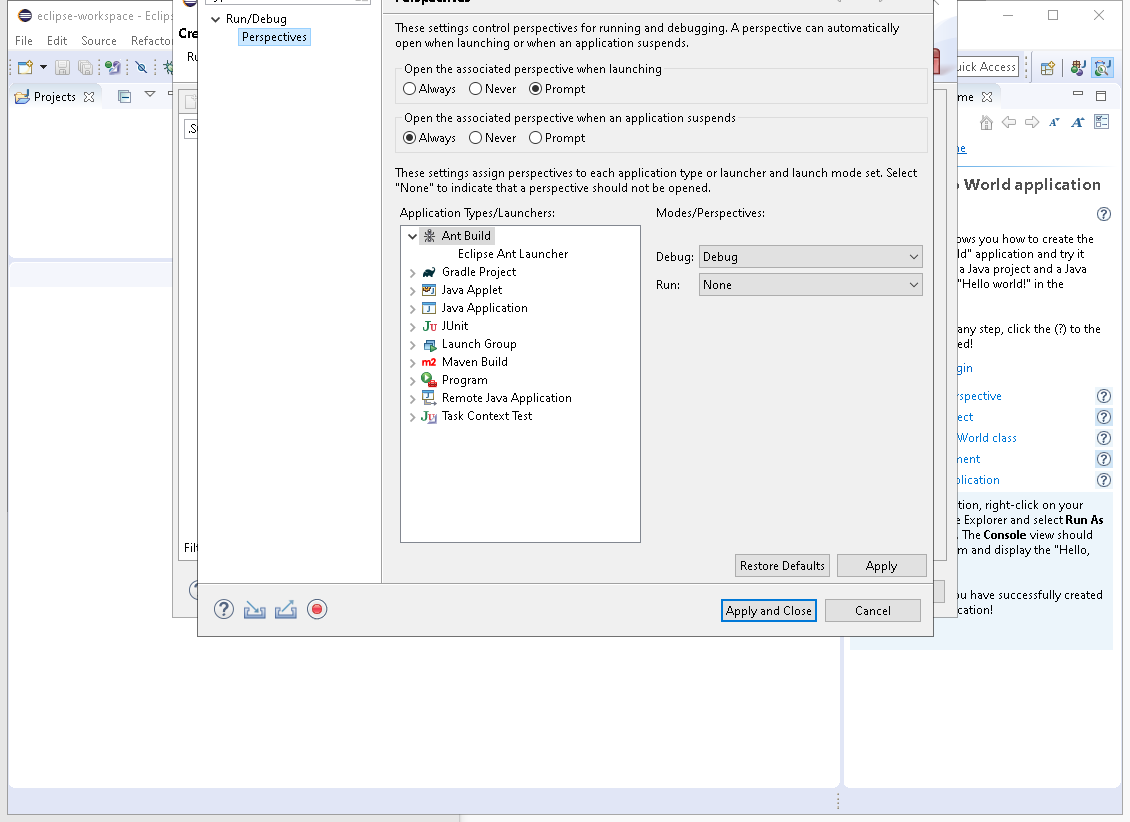 eclipse-workspace - Eclips
File Edit Source Refacto
Cre
Ru
Projects
.S
Run/Debug
Perspectives
These settings control perspectives for running and debugging. A perspective can automatically
open when launching or when an application suspends.
Open the associated perspective when launching
Always Never Prompt
Open the associated perspective when an application suspends
Always Never Prompt
These settings assign perspectives to each application type or launcher and launch mode set. Select
"None" to indicate that a perspective should not be opened.
Application Types/Launchers:
Modes/Perspectives:
Ant Build
Eclipse Ant Launcher
Gradle Project
Java Applet
Java Application
JUnit
Launch Group
Maven Build
Program
Remote Java Application
Task Context Test
Debug: Debug
Run: None
Restore Defaults Apply
Apply and Close Cancel
Filt
uick Access
me
ne
o World application
ows you how to create the
ld" application and try it
a Java project and a Java
"Hello world!" in the
any step, click the (?) to the
ed!
gin
rspective
ect
World class
ment
plication
tion, right-click on your
e Explorer and select Run As
. The Console view should
m and display the "Hello,
ou have successfully created
cation!